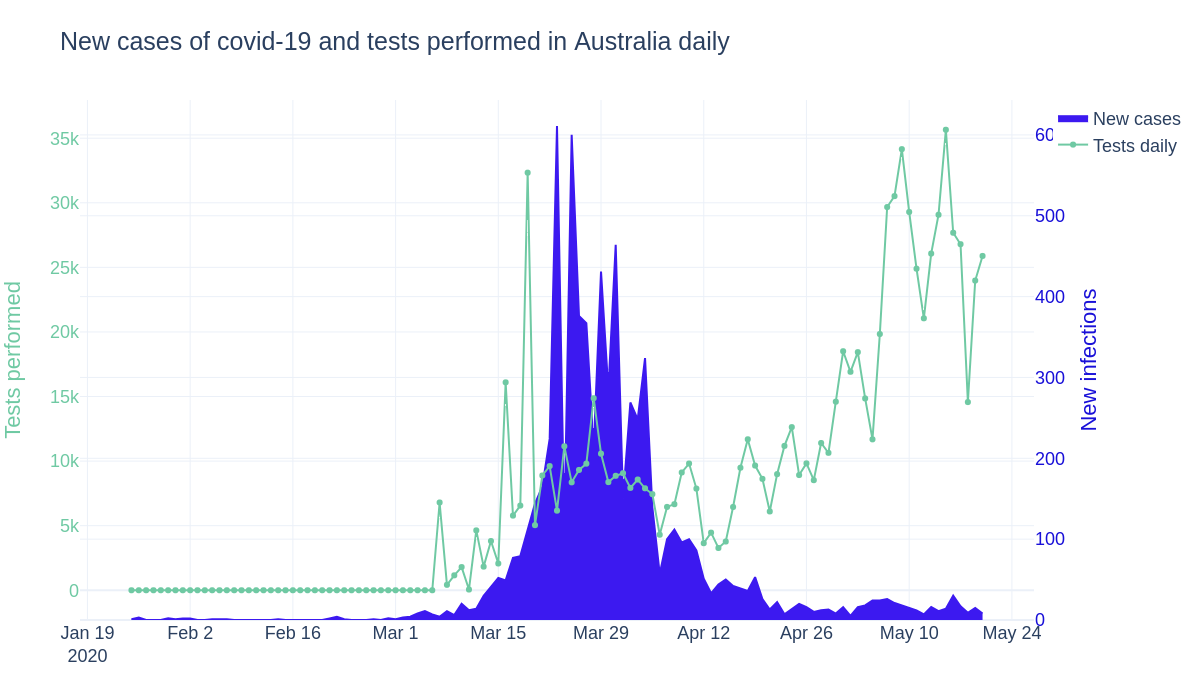 New cases of covid-19 and tests performed in Australia daily
New cases
Tests daily
35k
30k
25k
20k
15k
10k
5k
0
Tests performed
60
500
400
300
200
100
0
New infections
Jan 19 Feb 2 Feb 16 Mar 1 Mar 15 Mar 29 Apr 12 Apr 26 May 10 May 24
2020